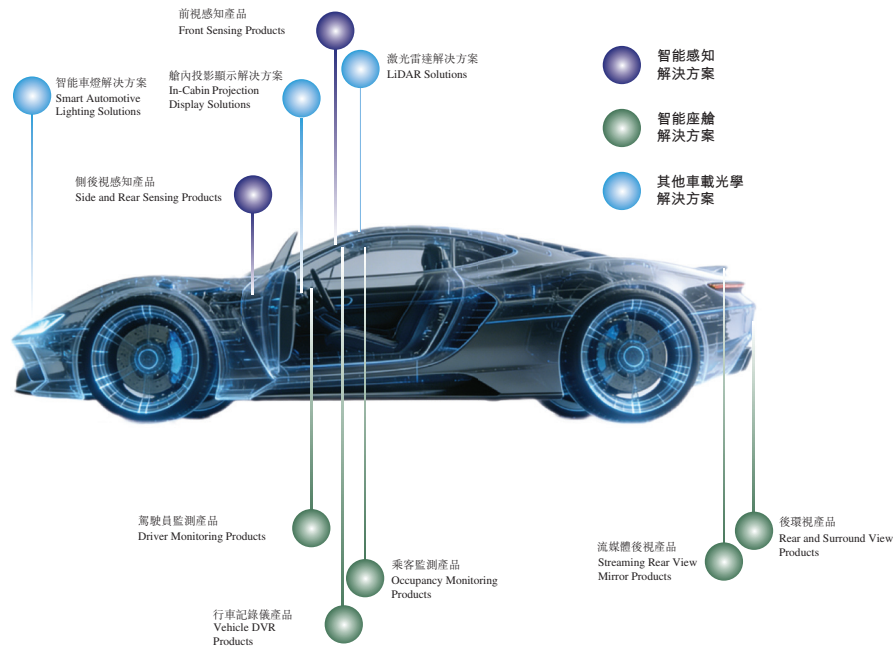 前視感知產品
Front Sensing Products
激光雷達解決方案
LiDAR Solutions
智能車燈解決方案
Smart Automotive
Lighting Solutions
艙內投影顯示解決方案
In-Cabin Projection
Display Solutions
側後視感知產品
Side and Rear Sensing Products
智能感知
解決方案
智能座艙
解決方案
其他車載光學
解決方案
駕駛員監測產品
Driver Monitoring Products
乘客監測產品
Occupancy Monitoring
Products
行車記錄儀產品
Vehicle DVR
Products
流媒體後視產品
Streaming Rear View
Mirror Products
後環視產品
Rear and Surround View
Products